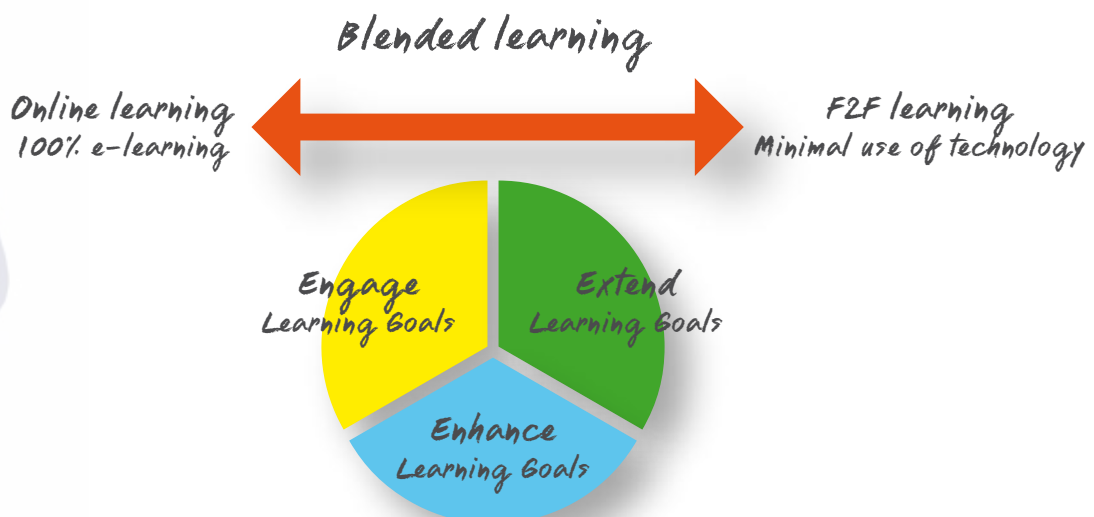 Blended learning
Online learning
100% e-learning
F2F learning
Minimal use of technology
Engage
Learning Goals
Extend
Learning Goals
Enhance
Learning Goals